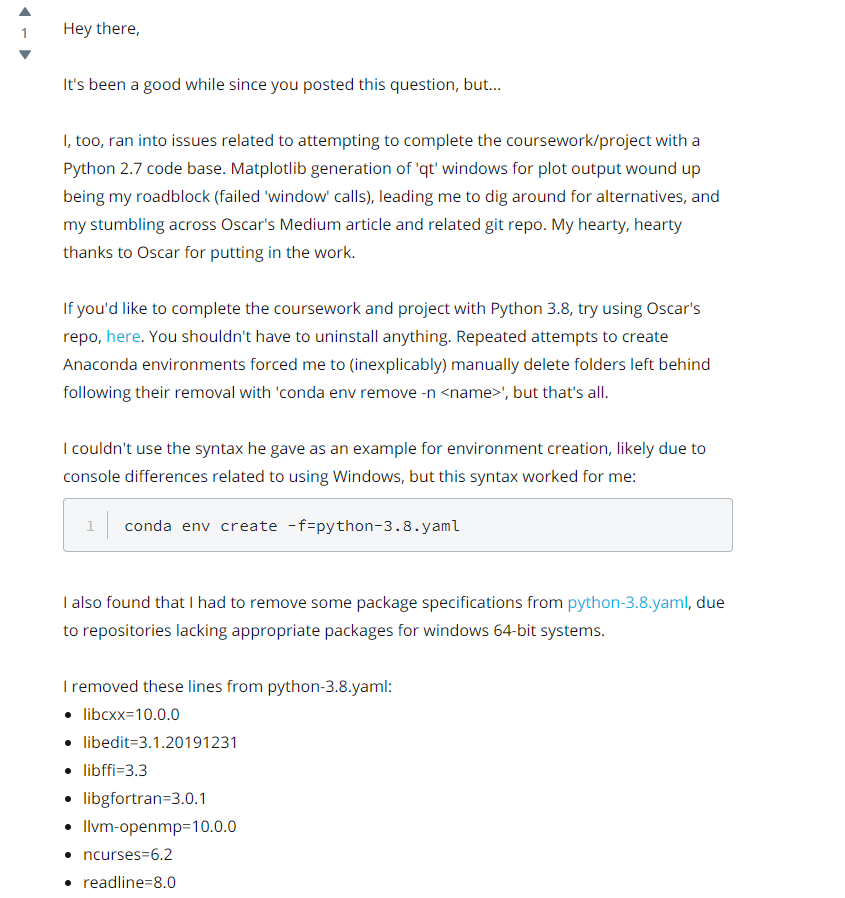 1
Hey there,
It's been a good while since you posted this question, but...
I, too, ran into issues related to attempting to complete the coursework/project with a
Python 2.7 code base. Matplotlib generation of 'qt' windows for plot output wound up
being my roadblock (failed 'window' calls), leading me to dig around for alternatives, and
my stumbling across Oscar's Medium article and related git repo. My hearty, hearty
thanks to Oscar for putting in the work.
If you'd like to complete the coursework and project with Python 3.8, try using Oscar's
repo, here. You shouldn't have to uninstall anything. Repeated attempts to create
Anaconda environments forced me to (inexplicably) manually delete folders left behind
following their removal with 'conda env remove -n <name>', but that's all.
I couldn't use the syntax he gave as an example for environment creation, likely due to
console differences related to using Windows, but this syntax worked for me:
1 conda env create -f=python-3.8.yaml
I also found that I had to remove some package specifications from python-3.8.yaml, due
to repositories lacking appropriate packages for windows 64-bit systems.
I removed these lines from python-3.8.yaml:
• libcxx=10.0.0
• libedit=3.1.20191231
• libffi=3.3
• libgfortran=3.0.1
• llvm-openmp=10.0.0
• ncurses=6.2
• readline=8.0